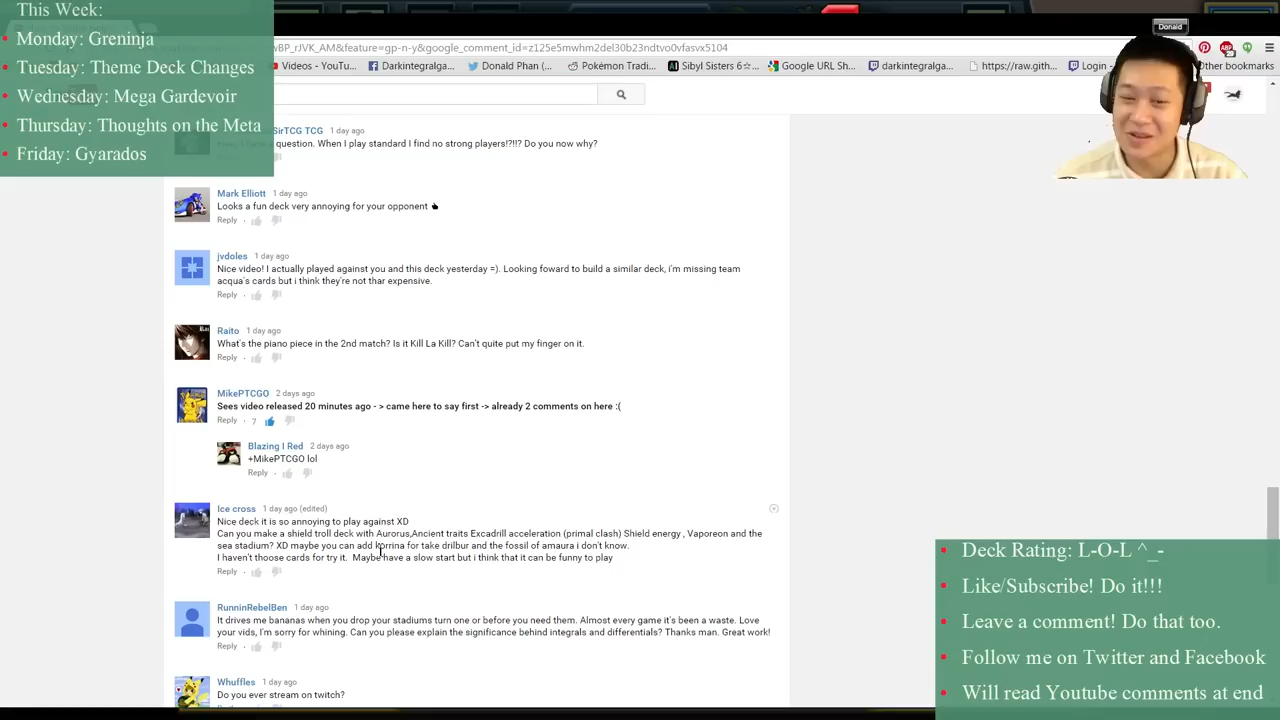 This Week:
• Monday: Greninja
• Tuesday: Theme Deck Changes
• Wednesday: Mega Gardevoir
• Thursday: Thoughts on the Meta
• Friday: Gyarados
Donald
wBP_rJVK_AM&feature=gp-n-y&google_comment_id=z125e5mwhm2del30b23ndtvo0vfasvx5104
Videos - YouTu... Darkintegralga... Donald Phan (... Pokémon Tradi... Sibyl Sisters 6☆... Google URL Sh... darkintegralga... https://raw.gith... Login Other bookmarks
SirTCG TCG 1 day ago
question. When I play standard I find no strong players!?!!? Do you now why?
Mark Elliott 1 day ago
Looks a fun deck very annoying for your opponent
Reply
jvdoles 1 day ago
Nice video! I actually played against you and this deck yesterday =). Looking foward to build a similar deck, i'm missing team
acqua's cards but i think they're not thar expensive.
Reply
Raito 1 day ago
What's the piano piece in the 2nd match? Is it Kill La Kill? Can't quite put my finger on it.
Reply
MikePTCGO 2 days ago
Sees video released 20 minutes ago - > came here to say first -> already 2 comments on here :(
Reply 7
Blazing I Red 2 days ago
+MikePTCGO lol
Reply
Ice cross 1 day ago (edited)
Nice deck it is so annoying to play against XD
Can you make a shield troll deck with Aurorus,Ancient traits Excadrill acceleration (primal clash) Shield energy , Vaporeon and the
sea stadium? XD maybe you can add korrina for take drilbur and the fossil of amaura i don't know.
I haven't thoose cards for try it. Maybe have a slow start but i think that it can be funny to play
Reply
RunninRebelBen 1 day ago
It drives me bananas when you drop your stadiums turn one or before you need them. Almost every game it's been a waste. Love
your vids, I'm sorry for whining. Can you please explain the significance behind integrals and differentials? Thanks man. Great work!
Reply
Whuffles 1 day ago
Do you ever stream on twitch?
• Deck Rating: L-O-L ^_-
• Like/Subscribe! Do it!!!
• Leave a comment! Do that too.
• Follow me on Twitter and Facebook
• Will read Youtube comments at end